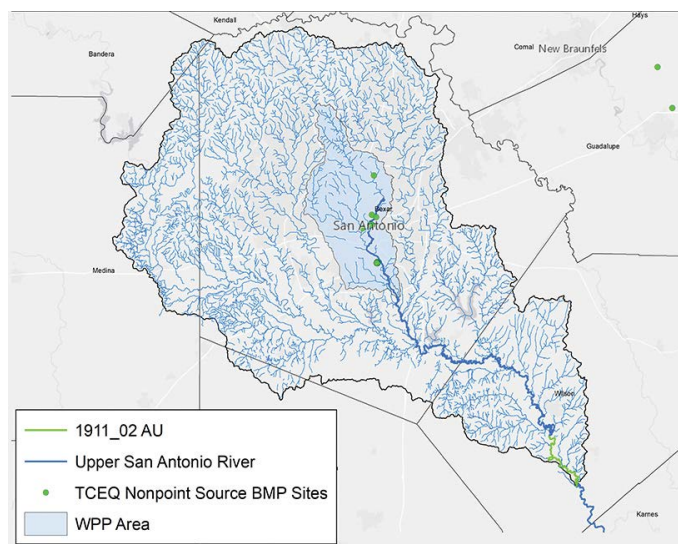 Kendall
Hays
Bandera
Comal
New Braunfels
Guadalupe
Bexar
San Antonio
Medina
Wilson
1911_02 AU
Upper San Antonio River
TCEQ Nonpoint Source BMP Sites
WPP Area
Karnes